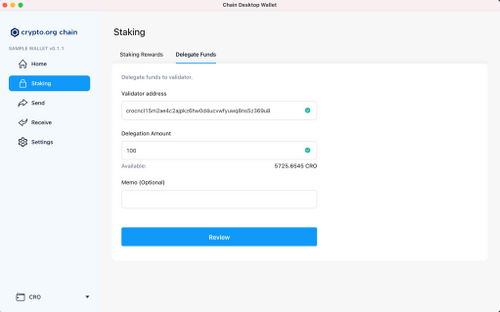 Chain Desktop Wallet
crypto.org chain
SAMPLE WALLET v0.1.1
Home
Staking
Send
Receive
Settings
CRO
Staking
Staking Rewards
Delegate Funds
Delegate funds to validator.
Validator address
Delegation Amount
100
Available:
5725.6545 CRO
Memo (Optional)
Review